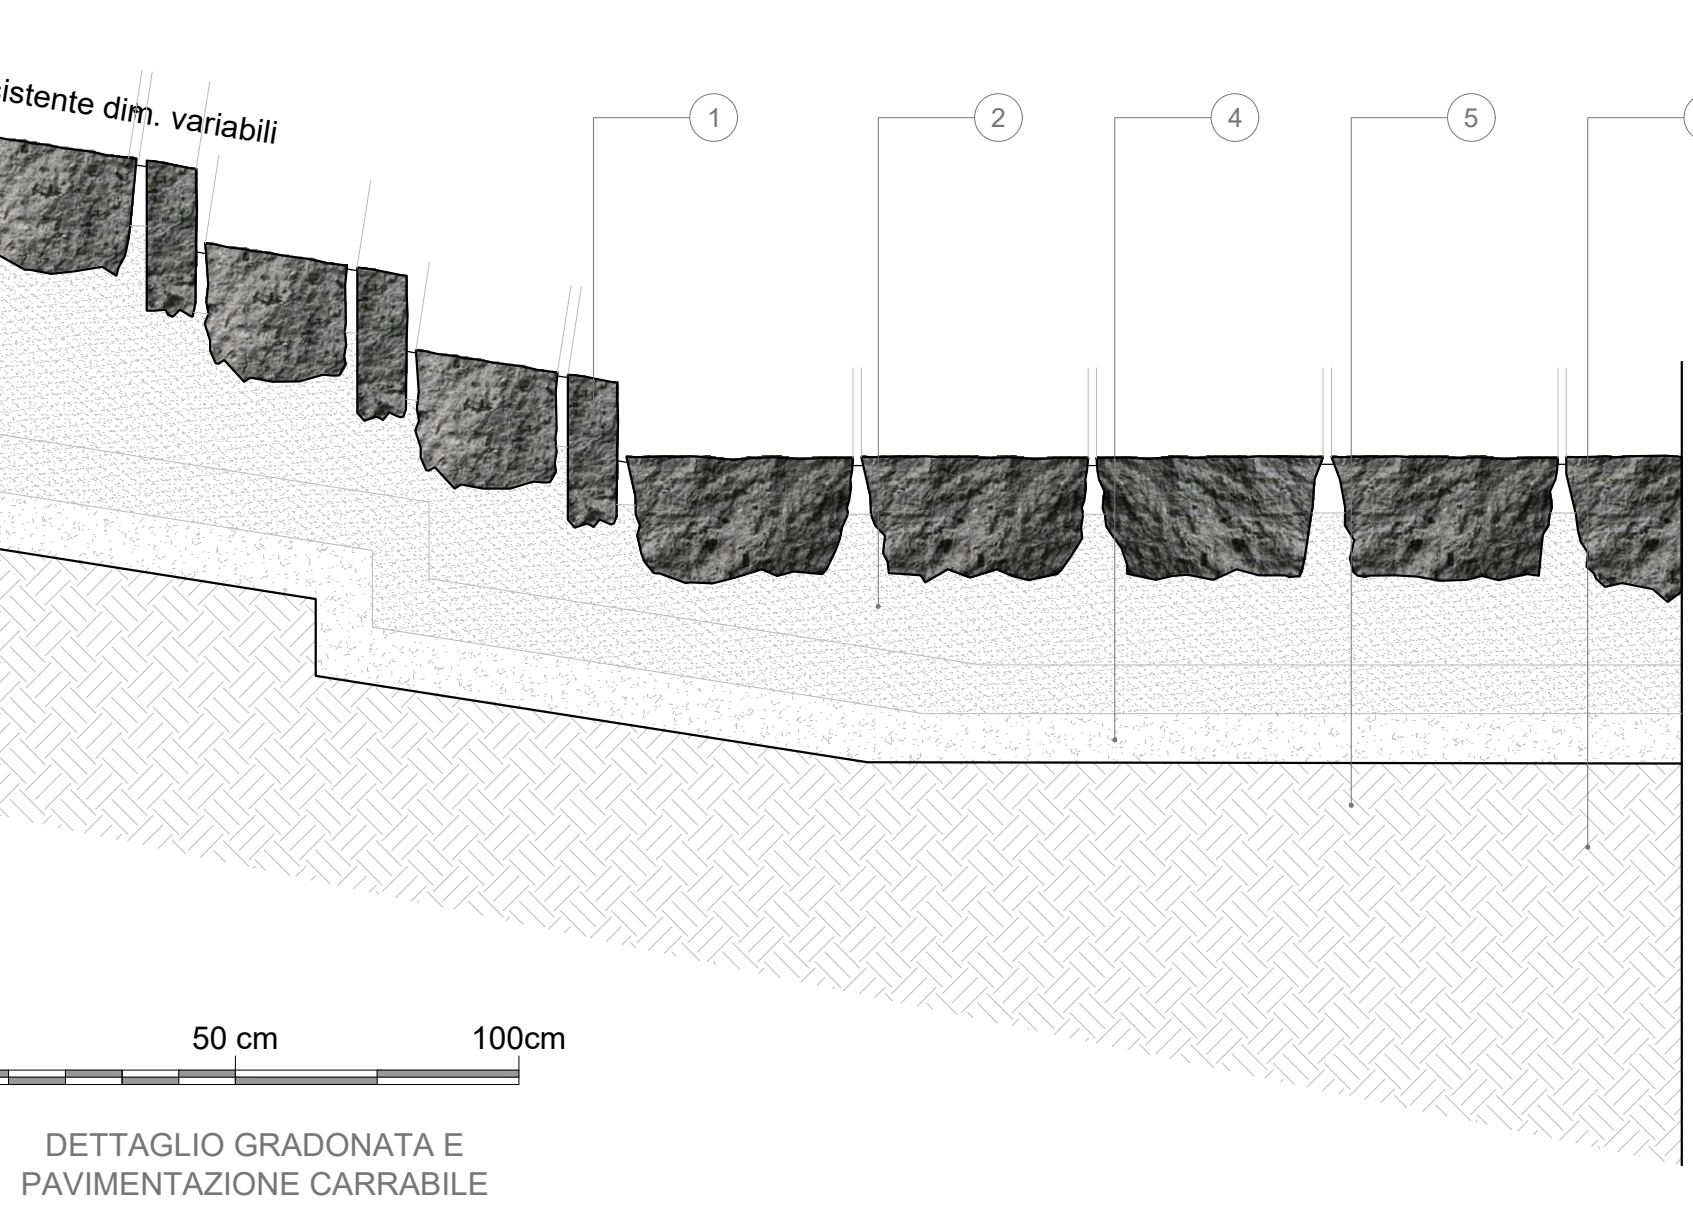 dim. variabili
1
2
4
5
50 cm
100cm
DETTAGLIO GRADONATA E
PAVIMENTAZIONE CARRABILE